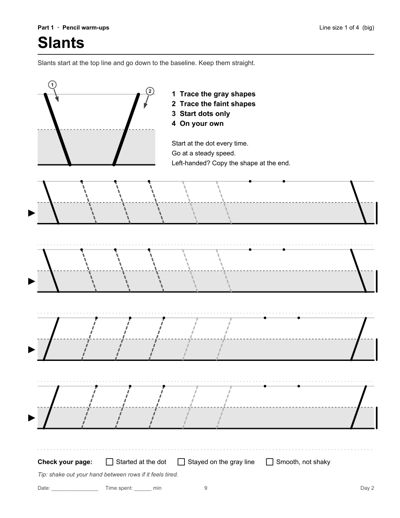 Part 1 · Pencil warm-ups
Line size 1 of 4 (big)
Slants
Slants start at the top line and go down to the baseline. Keep them straight.
1
2
1 Trace the gray shapes
2 Trace the faint shapes
3 Start dots only
4 On your own
Start at the dot every time.
Go at a steady speed.
Left-handed? Copy the shape at the end.
Check your page:
Started at the dot
Stayed on the gray line
Smooth, not shaky
Tip: shake out your hand between rows if it feels tired.
Date: ________________ Time spent: ______ min
9
Day 2